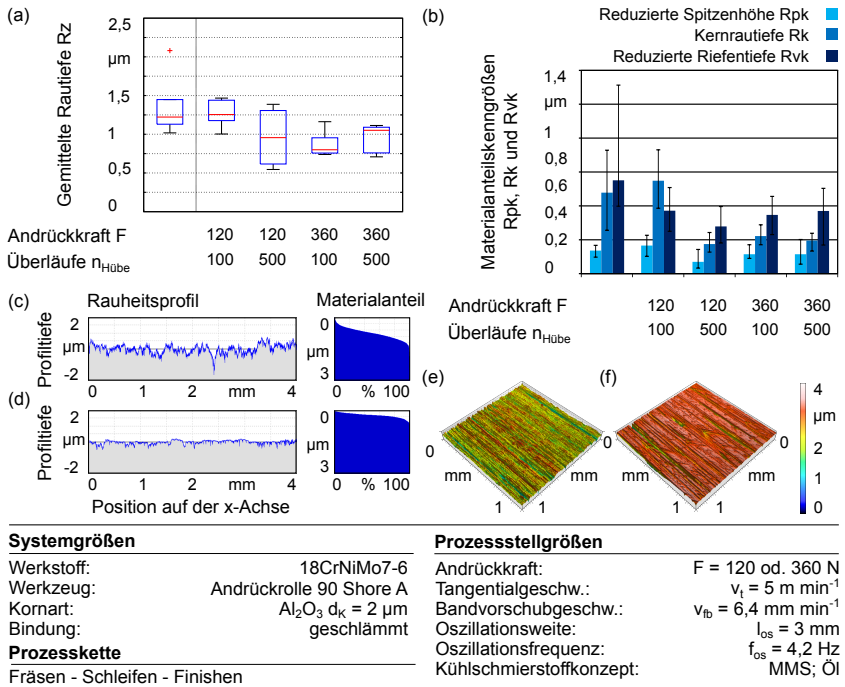 (a)
Gemittelte Rautiefe Rz
2,5
µm
1,5
1
0,5
0
Andrückkraft F 120 120 360 360
Überläufe nHübe 100 500 100 500
(b)
Reduzierte Spitzenhöhe Rpk
Kernrautiefe Rk
Reduzierte Riefentiefe Rvk
Materialanteilskenngrößen
Rpk, Rk und Rvk
1,4
µm
1
0,8
0,6
0,4
0,2
0
Andrückkraft F 120 120 360 360
Überläufe nHübe 100 500 100 500
(c)
Rauheitsprofil
Materialanteil
Profiltiefe
2
µm
-2
0 1 2 mm 4
0
µm
3
0 % 100
(d)
Profiltiefe
2
µm
-2
0 1 2 mm 4
Position auf der x-Achse
0
µm
3
0 % 100
(e)
0
mm
1
1
mm
(f)
0
mm
1
1
mm
4
µm
2
1
0
Systemgrößen
Werkstoff: 18CrNiMo7-6
Werkzeug: Andrückrolle 90 Shore A
Kornart: Al2O3 dK = 2 µm
Bindung: geschlämmt
Prozesskette
Fräsen - Schleifen - Finishen
Prozessstellgrößen
Andrückkraft: F = 120 od. 360 N
Tangentialgeschw.: vt = 5 m min-1
Bandvorschubgeschw.: vfb = 6,4 mm min-1
Oszillationsweite: los = 3 mm
Oszillationsfrequenz: fos = 4,2 Hz
Kühlschmierstoffkonzept: MMS; Öl